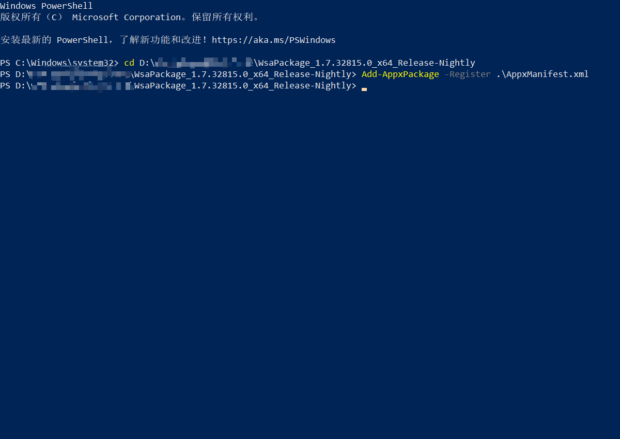 Windows PowerShell
版权所有 (C) Microsoft Corporation。保留所有权利。
安装最新的 PowerShell，了解新功能和改进！https://aka.ms/PSWindows
PS C:\Windows\system32> cd D:\ \WsaPackage_1.7.32815.0_x64_Release-Nightly
PS D:\ \WsaPackage_1.7.32815.0_x64_Release-Nightly> Add-AppxPackage -Register .\AppxManifest.xml
PS D:\ WsaPackage_1.7.32815.0_x64_Release-Nightly>